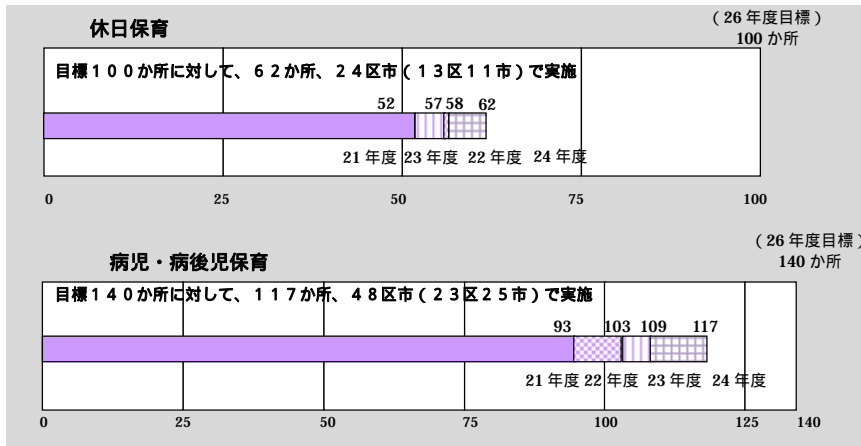 休日保育
(26年度目標)
100か所
目標100か所に対して、62か所、24区市(13区11市)で実施
52 57 58 62
21年度 23年度 22年度 24年度
0 25 50 75 100
病児・病後児保育
(26年度目標)
140か所
目標140か所に対して、117か所、48区市(23区25市)で実施
93 103 109 117
21年度 22年度 23年度 24年度
0 25 50 75 100 125 140